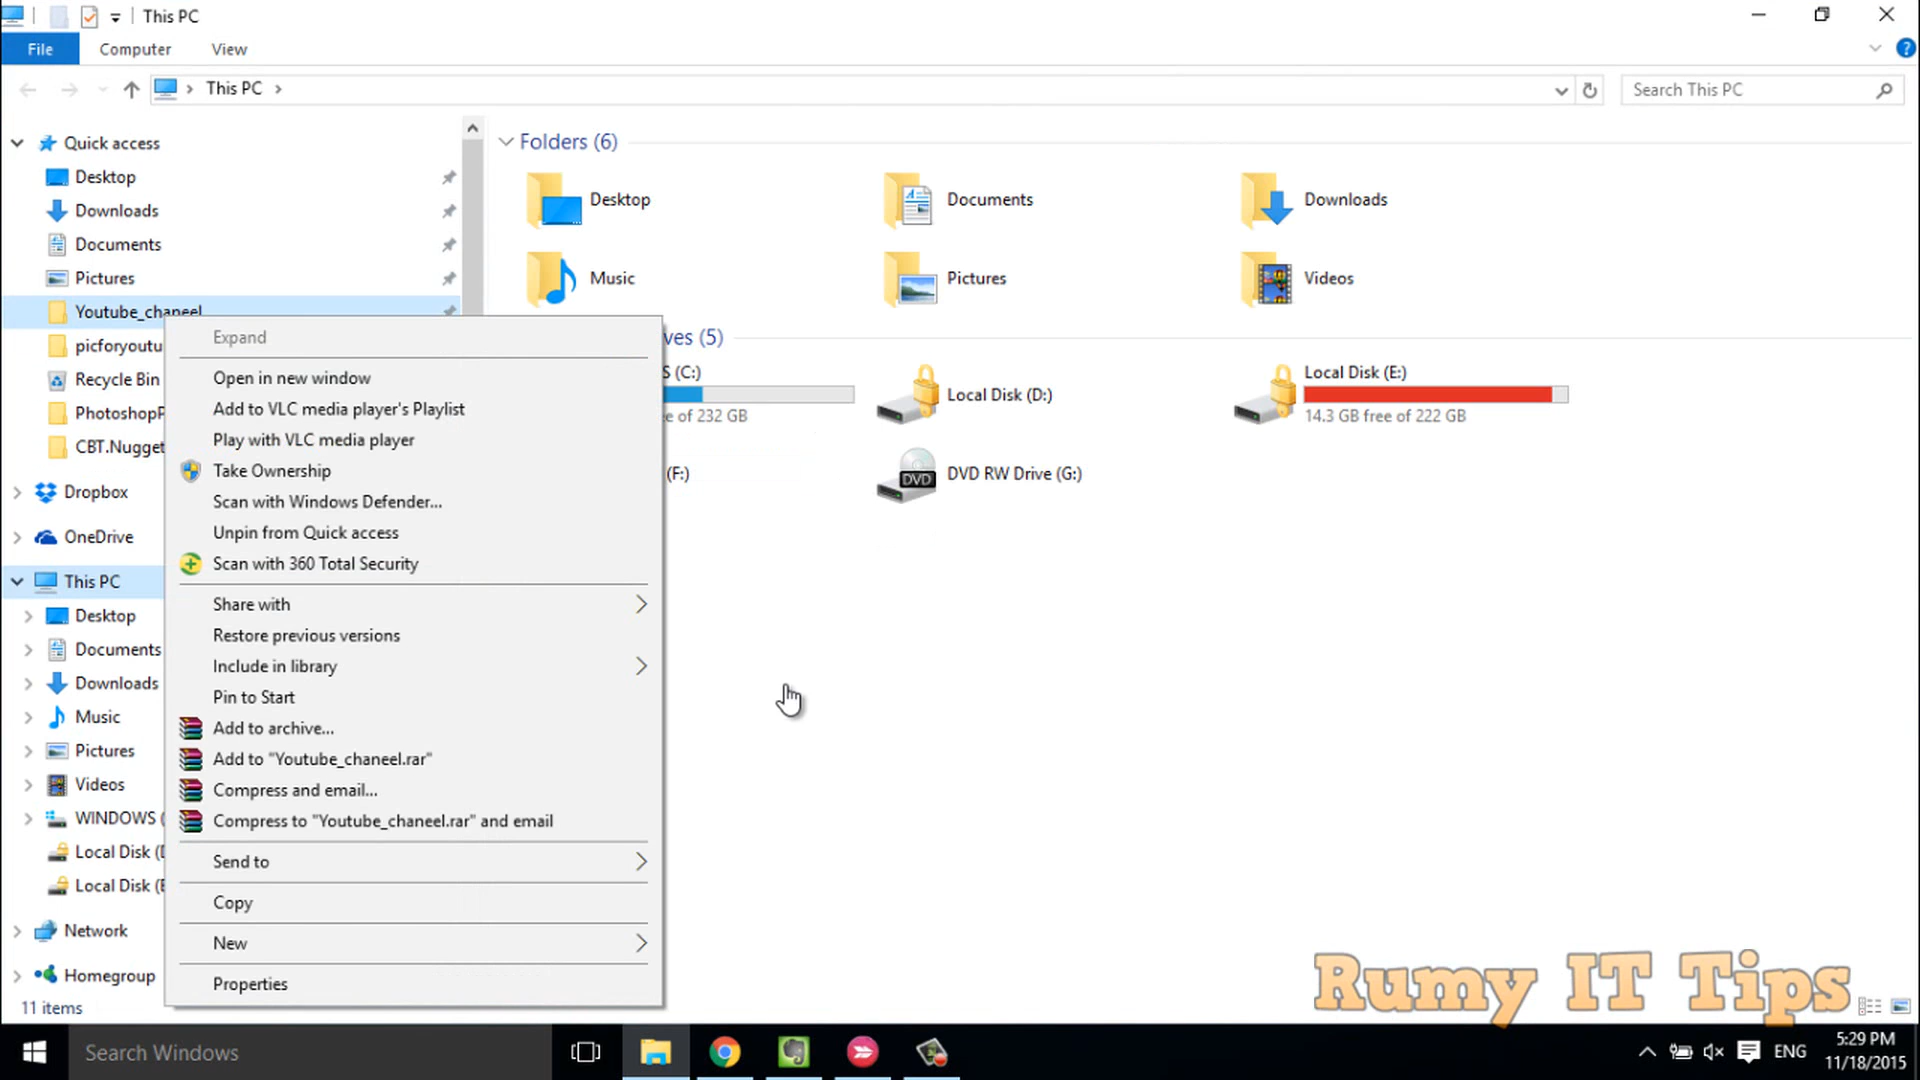 This PC
File Computer View
This PC
Search This PC
Quick access
Desktop
Downloads
Documents
Pictures
Youtube_chaneel
picforyoutu
Recycle Bin
PhotoshopP
CBT.Nugget
Dropbox
OneDrive
This PC
Desktop
Documents
Downloads
Music
Pictures
Videos
WINDOWS (
Local Disk (D
Local Disk (E
Network
Homegroup
11 items
Expand
Open in new window
Add to VLC media player's Playlist
Play with VLC media player
Take Ownership
Scan with Windows Defender...
Unpin from Quick access
Scan with 360 Total Security
Share with
Restore previous versions
Include in library
Pin to Start
Add to archive...
Add to "Youtube_chaneel.rar"
Compress and email...
Compress to "Youtube_chaneel.rar" and email
Send to
Copy
New
Properties
Folders (6)
Desktop
Documents
Downloads
Music
Pictures
Videos
ves (5)
S (C:)
e of 232 GB
Local Disk (D:)
Local Disk (E:)
14.3 GB free of 222 GB
(F:)
DVD
DVD RW Drive (G:)
Rumy IT Tips
Search Windows
ENG
5:29 PM
11/18/2015